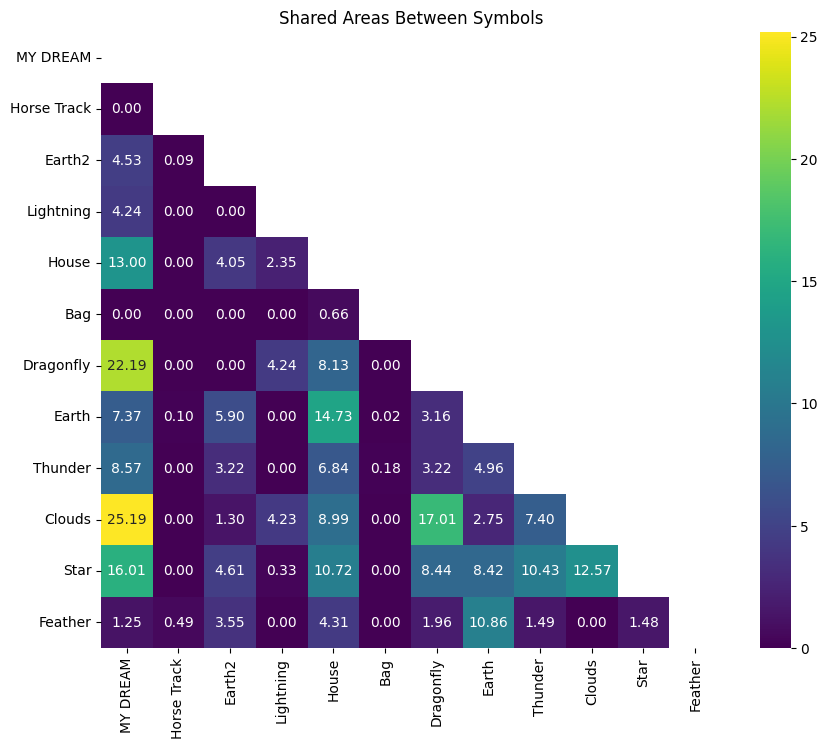 Shared Areas Between Symbols
MY DREAM
Horse Track 0.00
Earth2 4.53 0.09
Lightning 4.24 0.00 0.00
House 13.00 0.00 4.05 2.35
Bag 0.00 0.00 0.00 0.00 0.66
Dragonfly 22.19 0.00 0.00 4.24 8.13 0.00
Earth 7.37 0.10 5.90 0.00 14.73 0.02 3.16
Thunder 8.57 0.00 3.22 0.00 6.84 0.18 3.22 4.96
Clouds 25.19 0.00 1.30 4.23 8.99 0.00 17.01 2.75 7.40
Star 16.01 0.00 4.61 0.33 10.72 0.00 8.44 8.42 10.43 12.57
Feather 1.25 0.49 3.55 0.00 4.31 0.00 1.96 10.86 1.49 0.00 1.48
MY DREAM Horse Track Earth2 Lightning House Bag Dragonfly Earth Thunder Clouds Star Feather
25
20
15
10
5
0